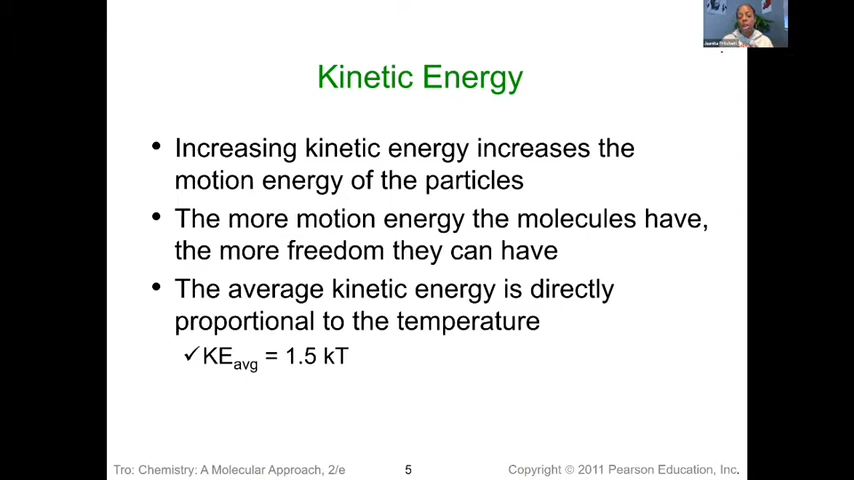 Kinetic Energy
• Increasing kinetic energy increases the
motion energy of the particles
• The more motion energy the molecules have,
the more freedom they can have
• The average kinetic energy is directly
proportional to the temperature
✓KEavg = 1.5 kT
Tro: Chemistry: A Molecular Approach, 2/e
5
Copyright © 2011 Pearson Education, Inc.